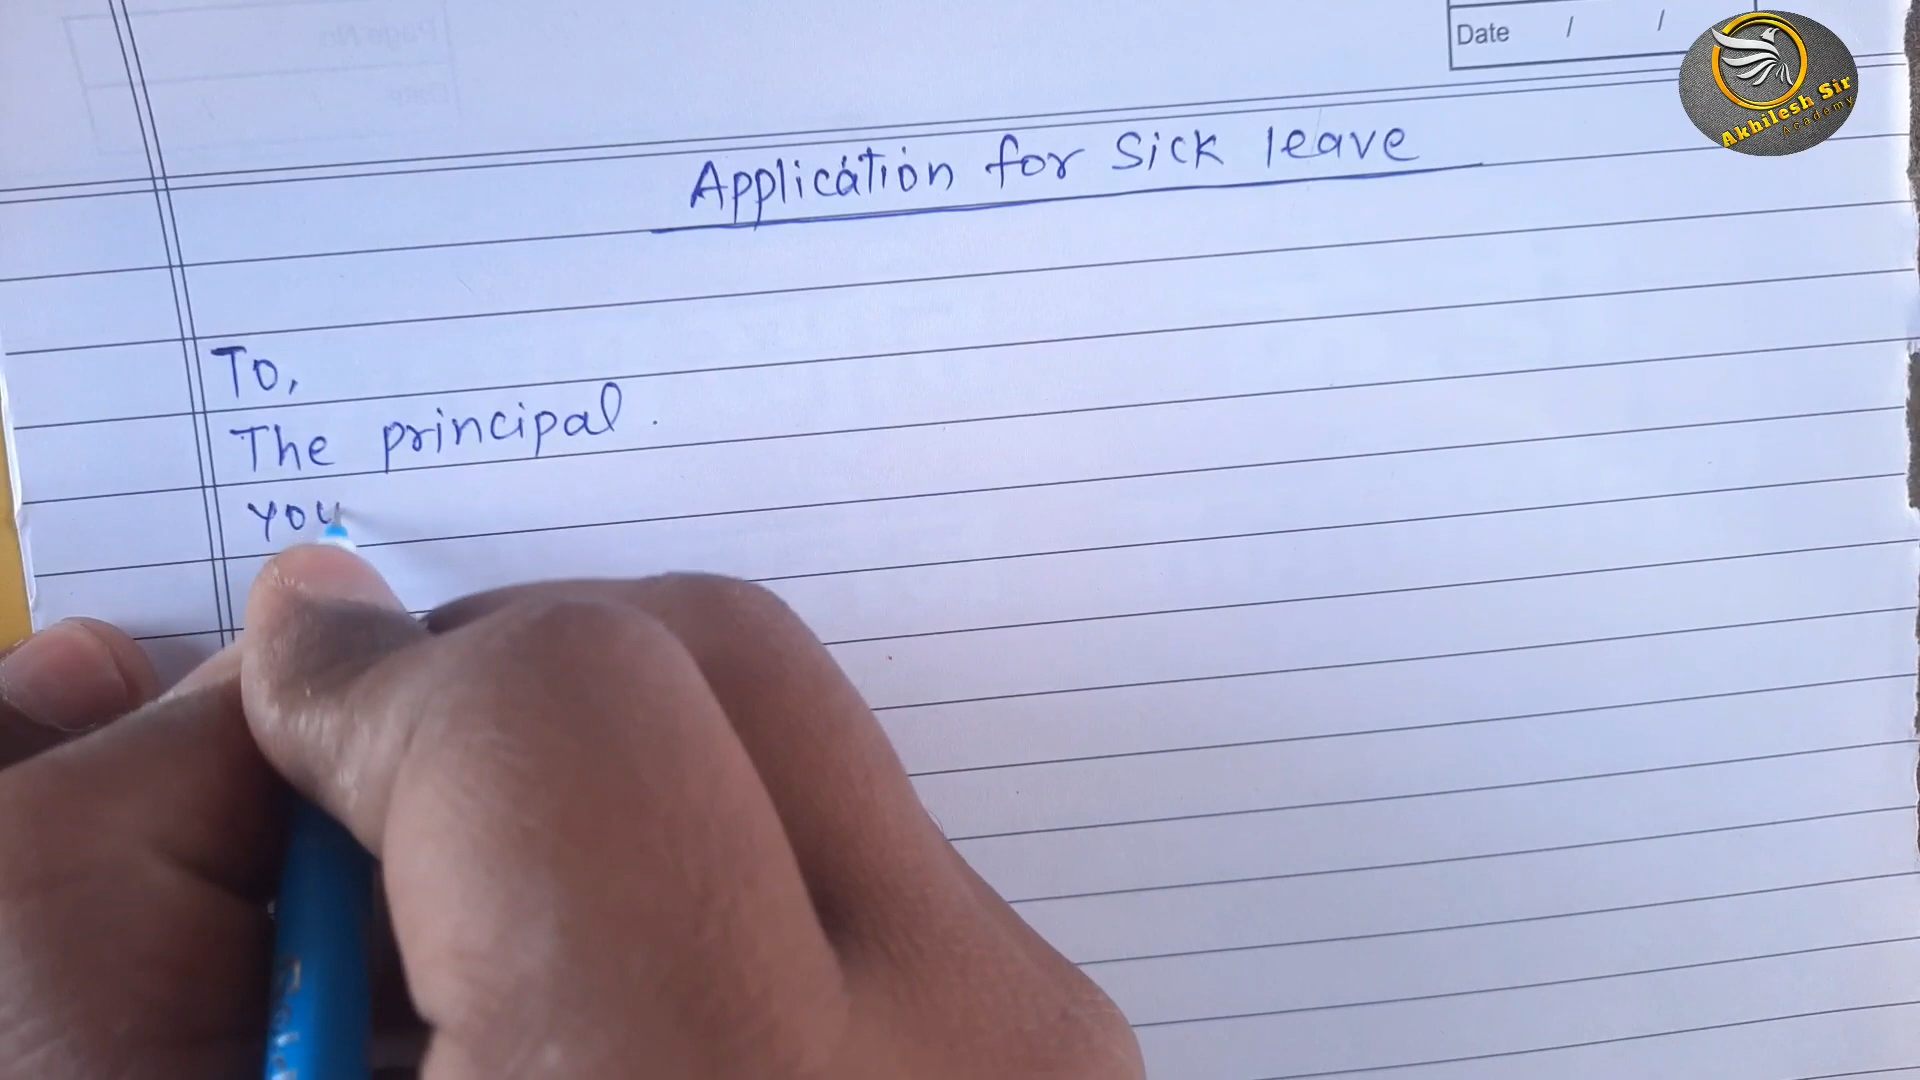 Date / /
Akhilesh Sir
Academy
Application for Sick leave
To,
The principal.
you